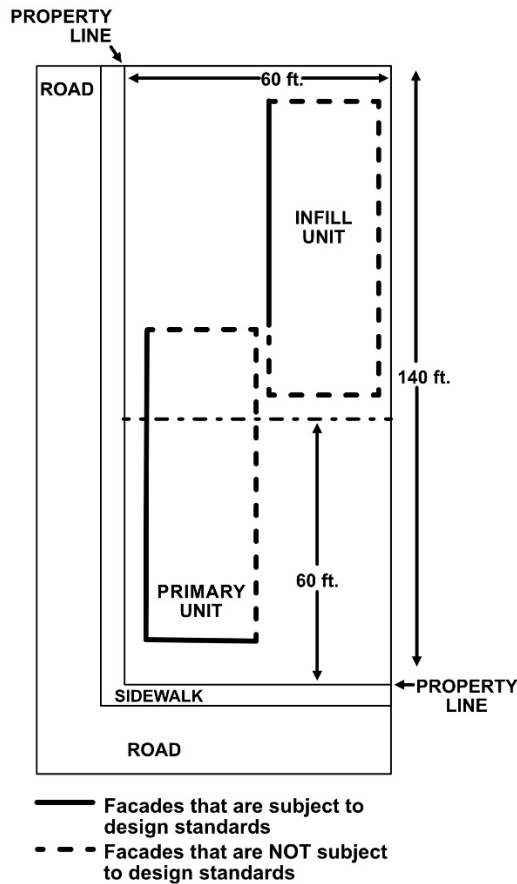 PROPERTY
LINE
ROAD
60 ft.
INFILL
UNIT
140 ft.
60 ft.
PRIMARY
UNIT
SIDEWALK
PROPERTY
LINE
ROAD
Facades that are subject to
design standards
Facades that are NOT subject
to design standards